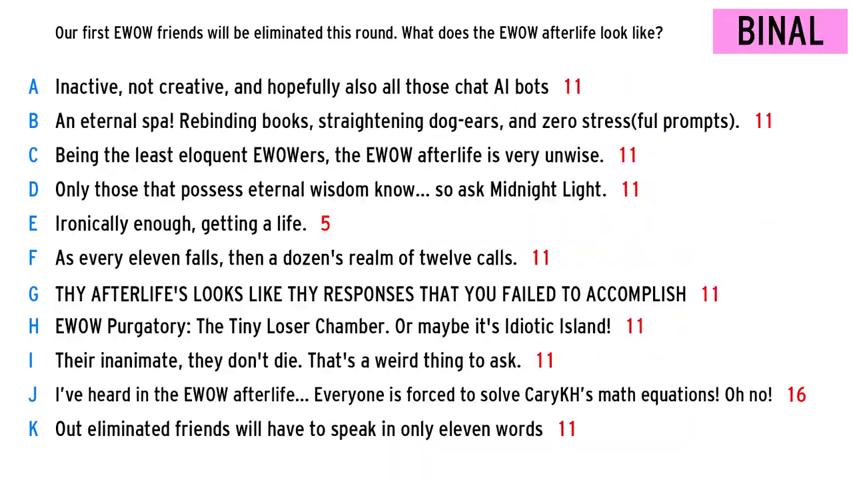 Our first EWOW friends will be eliminated this round. What does the EWOW afterlife look like?
BINAL
A Inactive, not creative, and hopefully also all those chat AI bots 11
B An eternal spa! Rebinding books, straightening dog-ears, and zero stress(ful prompts). 11
C Being the least eloquent EWOWers, the EWOW afterlife is very unwise. 11
D Only those that possess eternal wisdom know... so ask Midnight Light. 11
E Ironically enough, getting a life. 5
F As every eleven falls, then a dozen's realm of twelve calls. 11
G THY AFTERLIFE'S LOOKS LIKE THY RESPONSES THAT YOU FAILED TO ACCOMPLISH 11
H EWOW Purgatory: The Tiny Loser Chamber. Or maybe it's Idiotic Island! 11
I Their inanimate, they don't die. That's a weird thing to ask. 11
J I've heard in the EWOW afterlife... Everyone is forced to solve CaryKH's math equations! Oh no! 16
K Out eliminated friends will have to speak in only eleven words 11